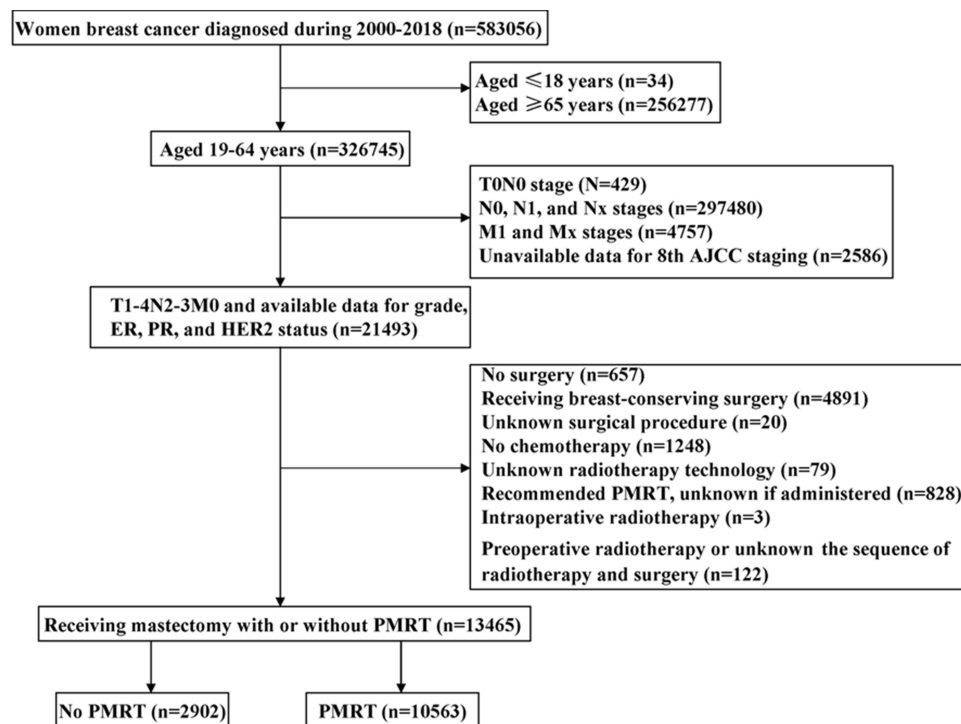 Women breast cancer diagnosed during 2000-2018 (n=583056)
Aged ≤18 years (n=34)
Aged ≥65 years (n=256277)
Aged 19-64 years (n=326745)
T0N0 stage (N=429)
N0, N1, and Nx stages (n=297480)
M1 and Mx stages (n=4757)
Unavailable data for 8th AJCC staging (n=2586)
T1-4N2-3M0 and available data for grade,
ER, PR, and HER2 status (n=21493)
No surgery (n=657)
Receiving breast-conserving surgery (n=4891)
Unknown surgical procedure (n=20)
No chemotherapy (n=1248)
Unknown radiotherapy technology (n=79)
Recommended PMRT, unknown if administered (n=828)
Intraoperative radiotherapy (n=3)
Preoperative radiotherapy or unknown the sequence of
radiotherapy and surgery (n=122)
Receiving mastectomy with or without PMRT (n=13465)
No PMRT (n=2902)
PMRT (n=10563)